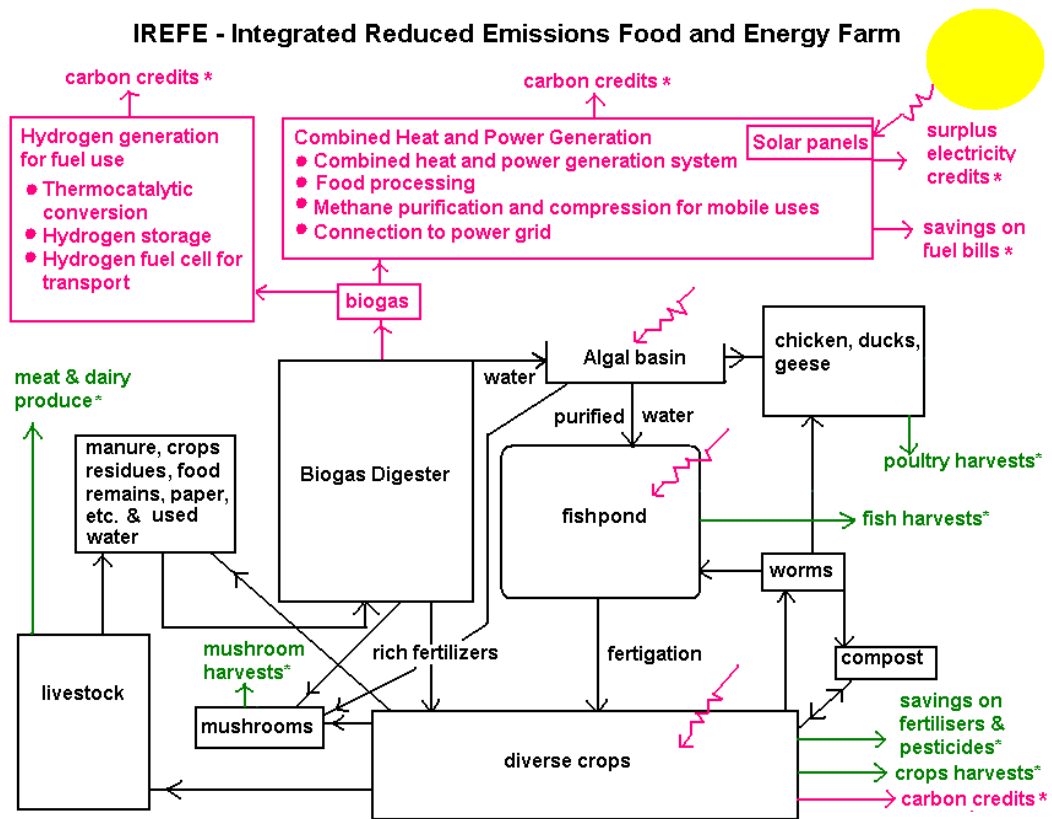 IREFE - Integrated Reduced Emissions Food and Energy Farm
carbon credits *
carbon credits *
Hydrogen generation
for fuel use
Thermocatalytic
conversion
Hydrogen storage
Hydrogen fuel cell for
transport
Combined Heat and Power Generation
Combined heat and power generation system
Food processing
Methane purification and compression for mobile uses
Connection to power grid
Solar panels
surplus
electricity
credits *
savings on
fuel bills *
biogas
Algal basin
chicken, ducks,
geese
water
purified water
meat & dairy
produce*
manure, crops
residues, food
remains, paper,
etc. & used
water
Biogas Digester
poultry harvests*
fishpond
fish harvests*
worms
mushroom
harvests*
rich fertilizers
fertigation
compost
livestock
mushrooms
diverse crops
savings on
fertilisers &
pesticides*
crops harvests*
carbon credits *